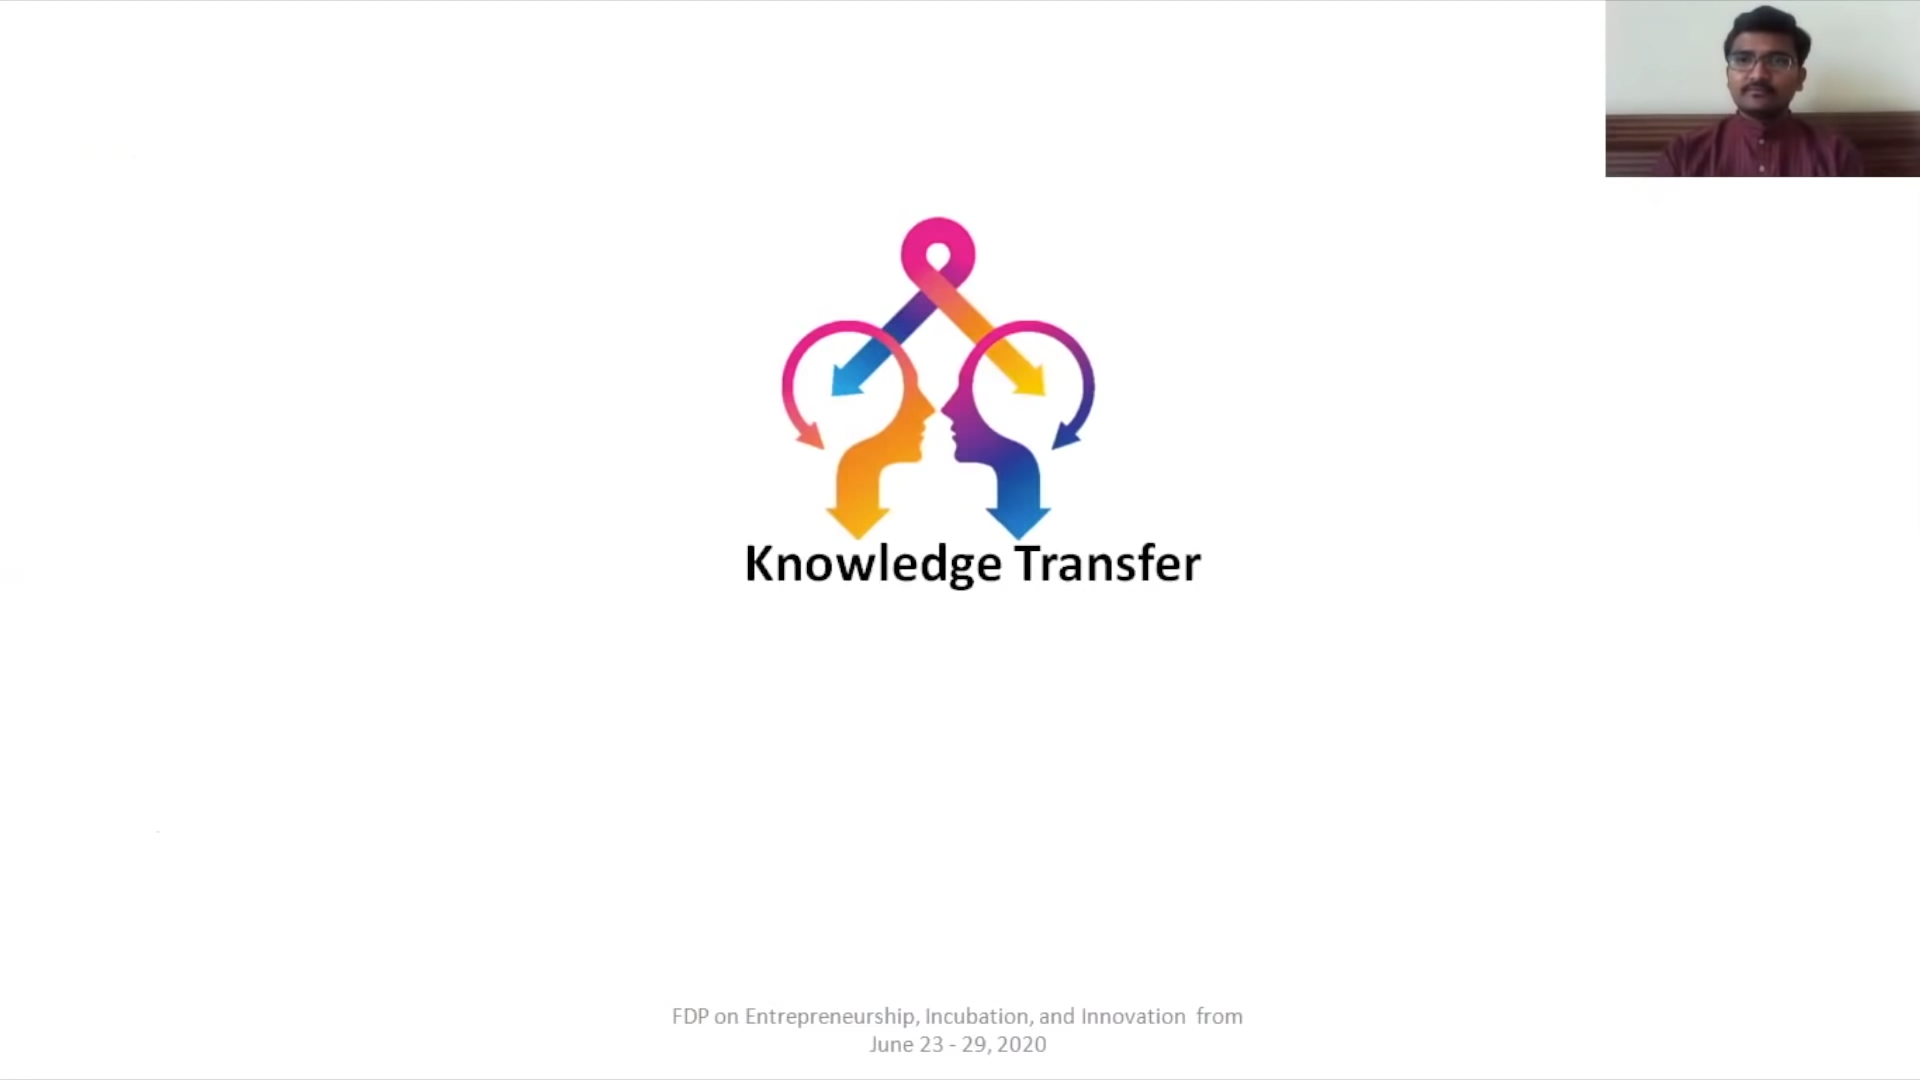 Knowledge Transfer
FDP on Entrepreneurship, Incubation, and Innovation from
June 23 - 29, 2020